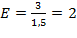 E = 3/1,5 = 2